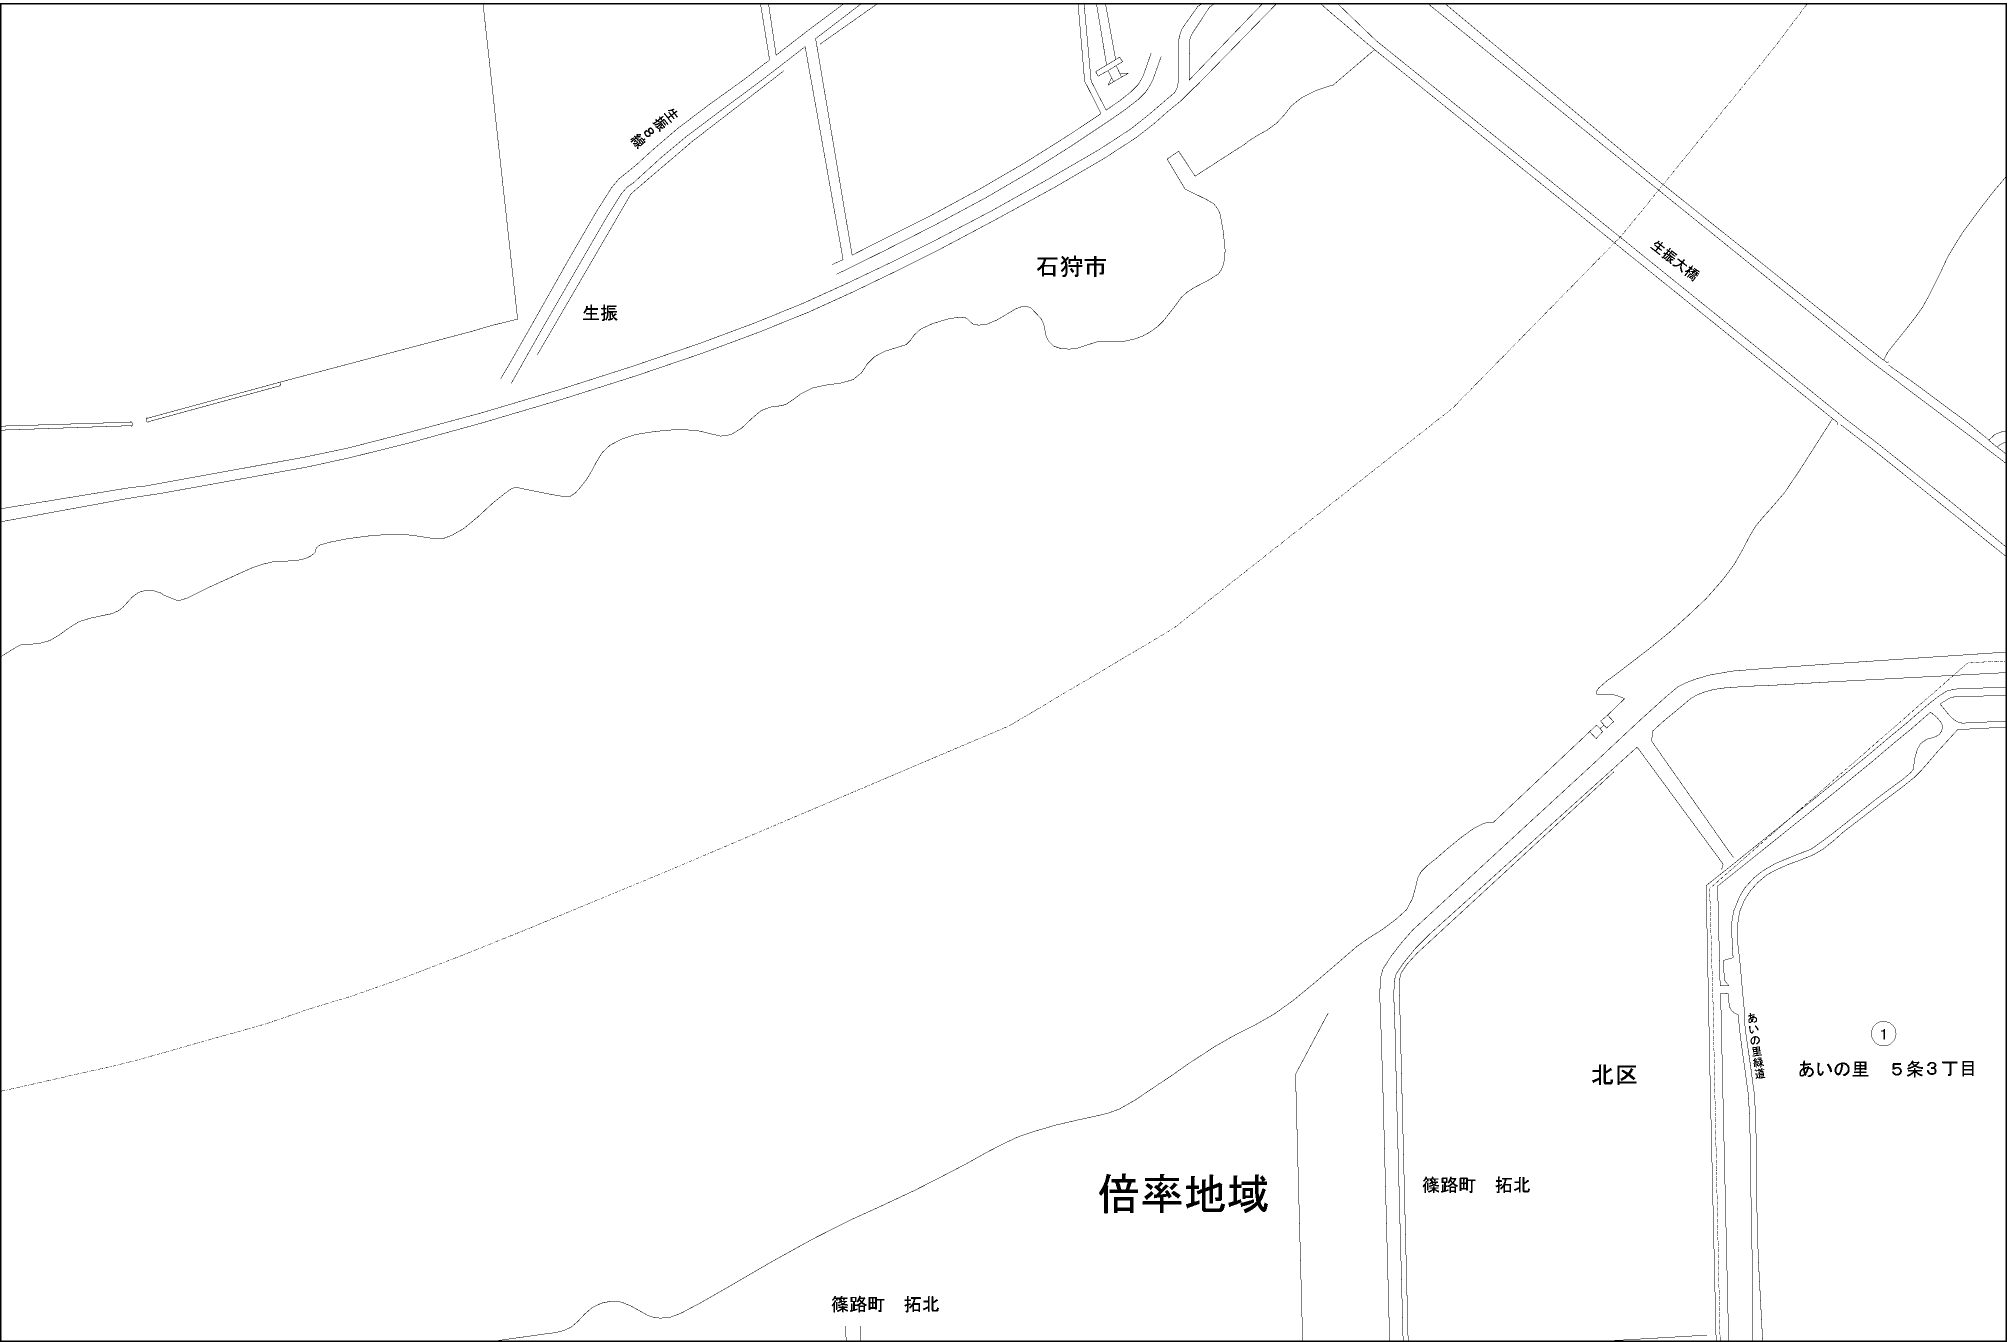 生振8線
石狩市
生振大橋
生振
あいの里緑道
1
あいの里　５条３丁目
北区
倍率地域
篠路町　拓北
篠路町　拓北